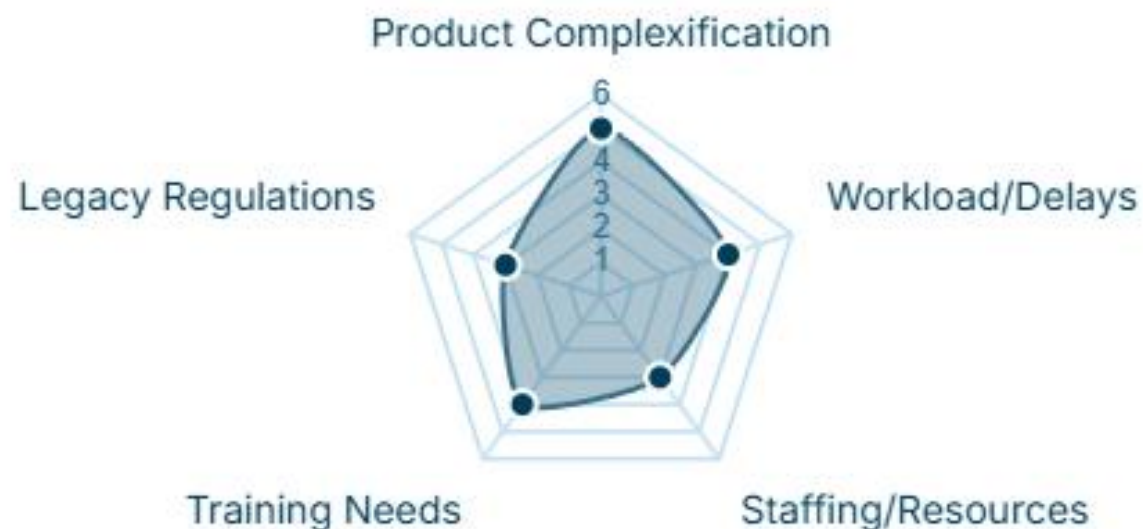 Product Complexification
6
4
3
2
1
Legacy Regulations
Workload/Delays
Training Needs
Staffing/Resources